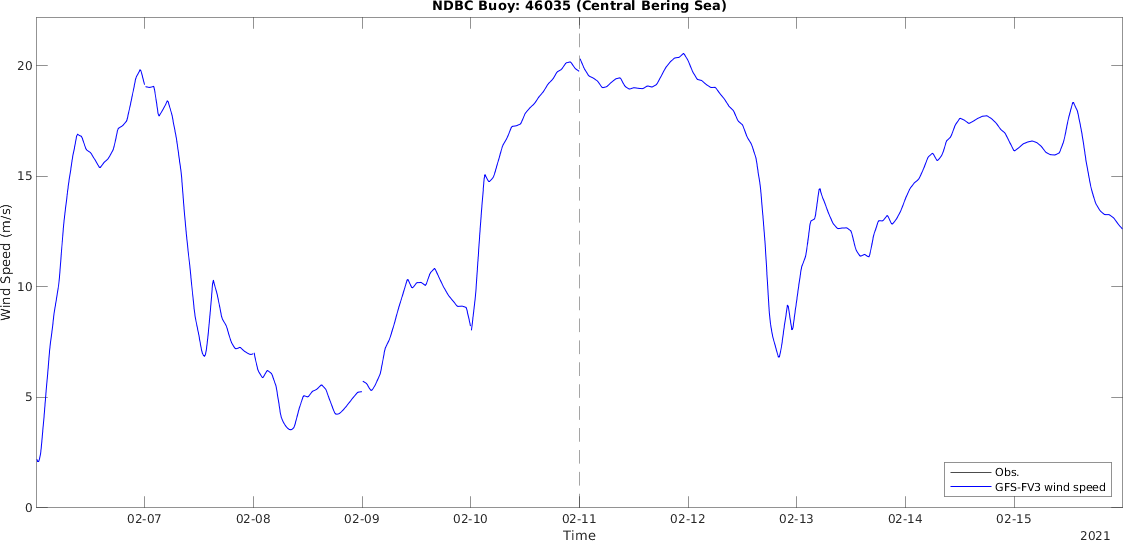 NDBC Buoy: 46035 (Central Bering Sea)
20
15
10
5
0
Wind Speed (m/s)
02-07 02-08 02-09 02-10 02-11 02-12 02-13 02-14 02-15
Time
2021
Obs.
GFS-FV3 wind speed